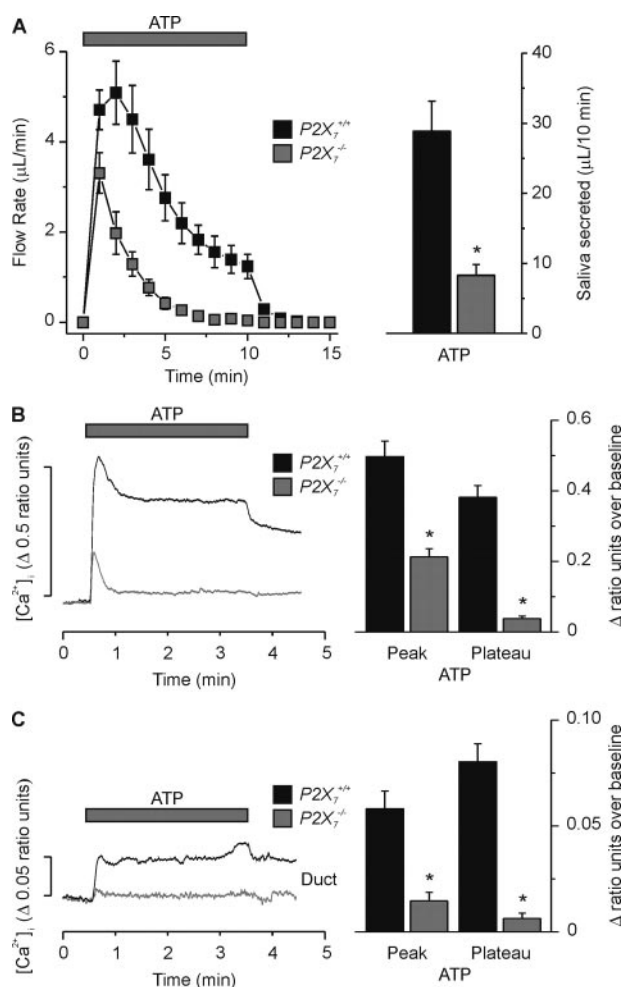 A
ATP
6
4
2
0
Flow Rate (µL/min)
0 5 10 15
Time (min)
P2X₇⁺/⁺
P2X₇⁻/⁻
*
40
30
20
10
0
Saliva secreted (µL/10 min)
ATP
B
ATP
[Ca²⁺]ᵢ (Δ 0.5 ratio units)
P2X₇⁺/⁺
P2X₇⁻/⁻
0 1 2 3 4 5
Time (min)
* *
0.6
0.4
0.2
0
Δ ratio units over baseline
Peak Plateau
ATP
C
ATP
[Ca²⁺]ᵢ (Δ 0.05 ratio units)
P2X₇⁺/⁺
P2X₇⁻/⁻
Duct
0 1 2 3 4 5
Time (min)
* *
0.10
0.05
0
Δ ratio units over baseline
Peak Plateau
ATP